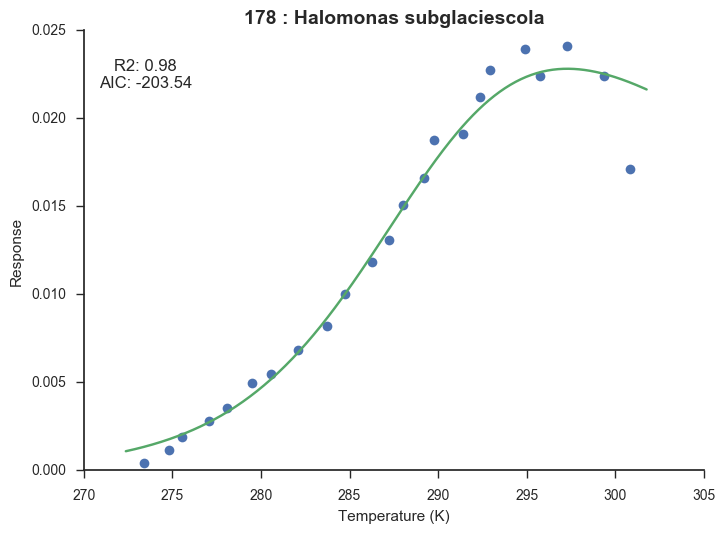 178 : Halomonas subglaciescola
R2: 0.98
AIC: -203.54
0.025
0.020
0.015
0.010
0.005
0.000
Response
270 275 280 285 290 295 300 305
Temperature (K)